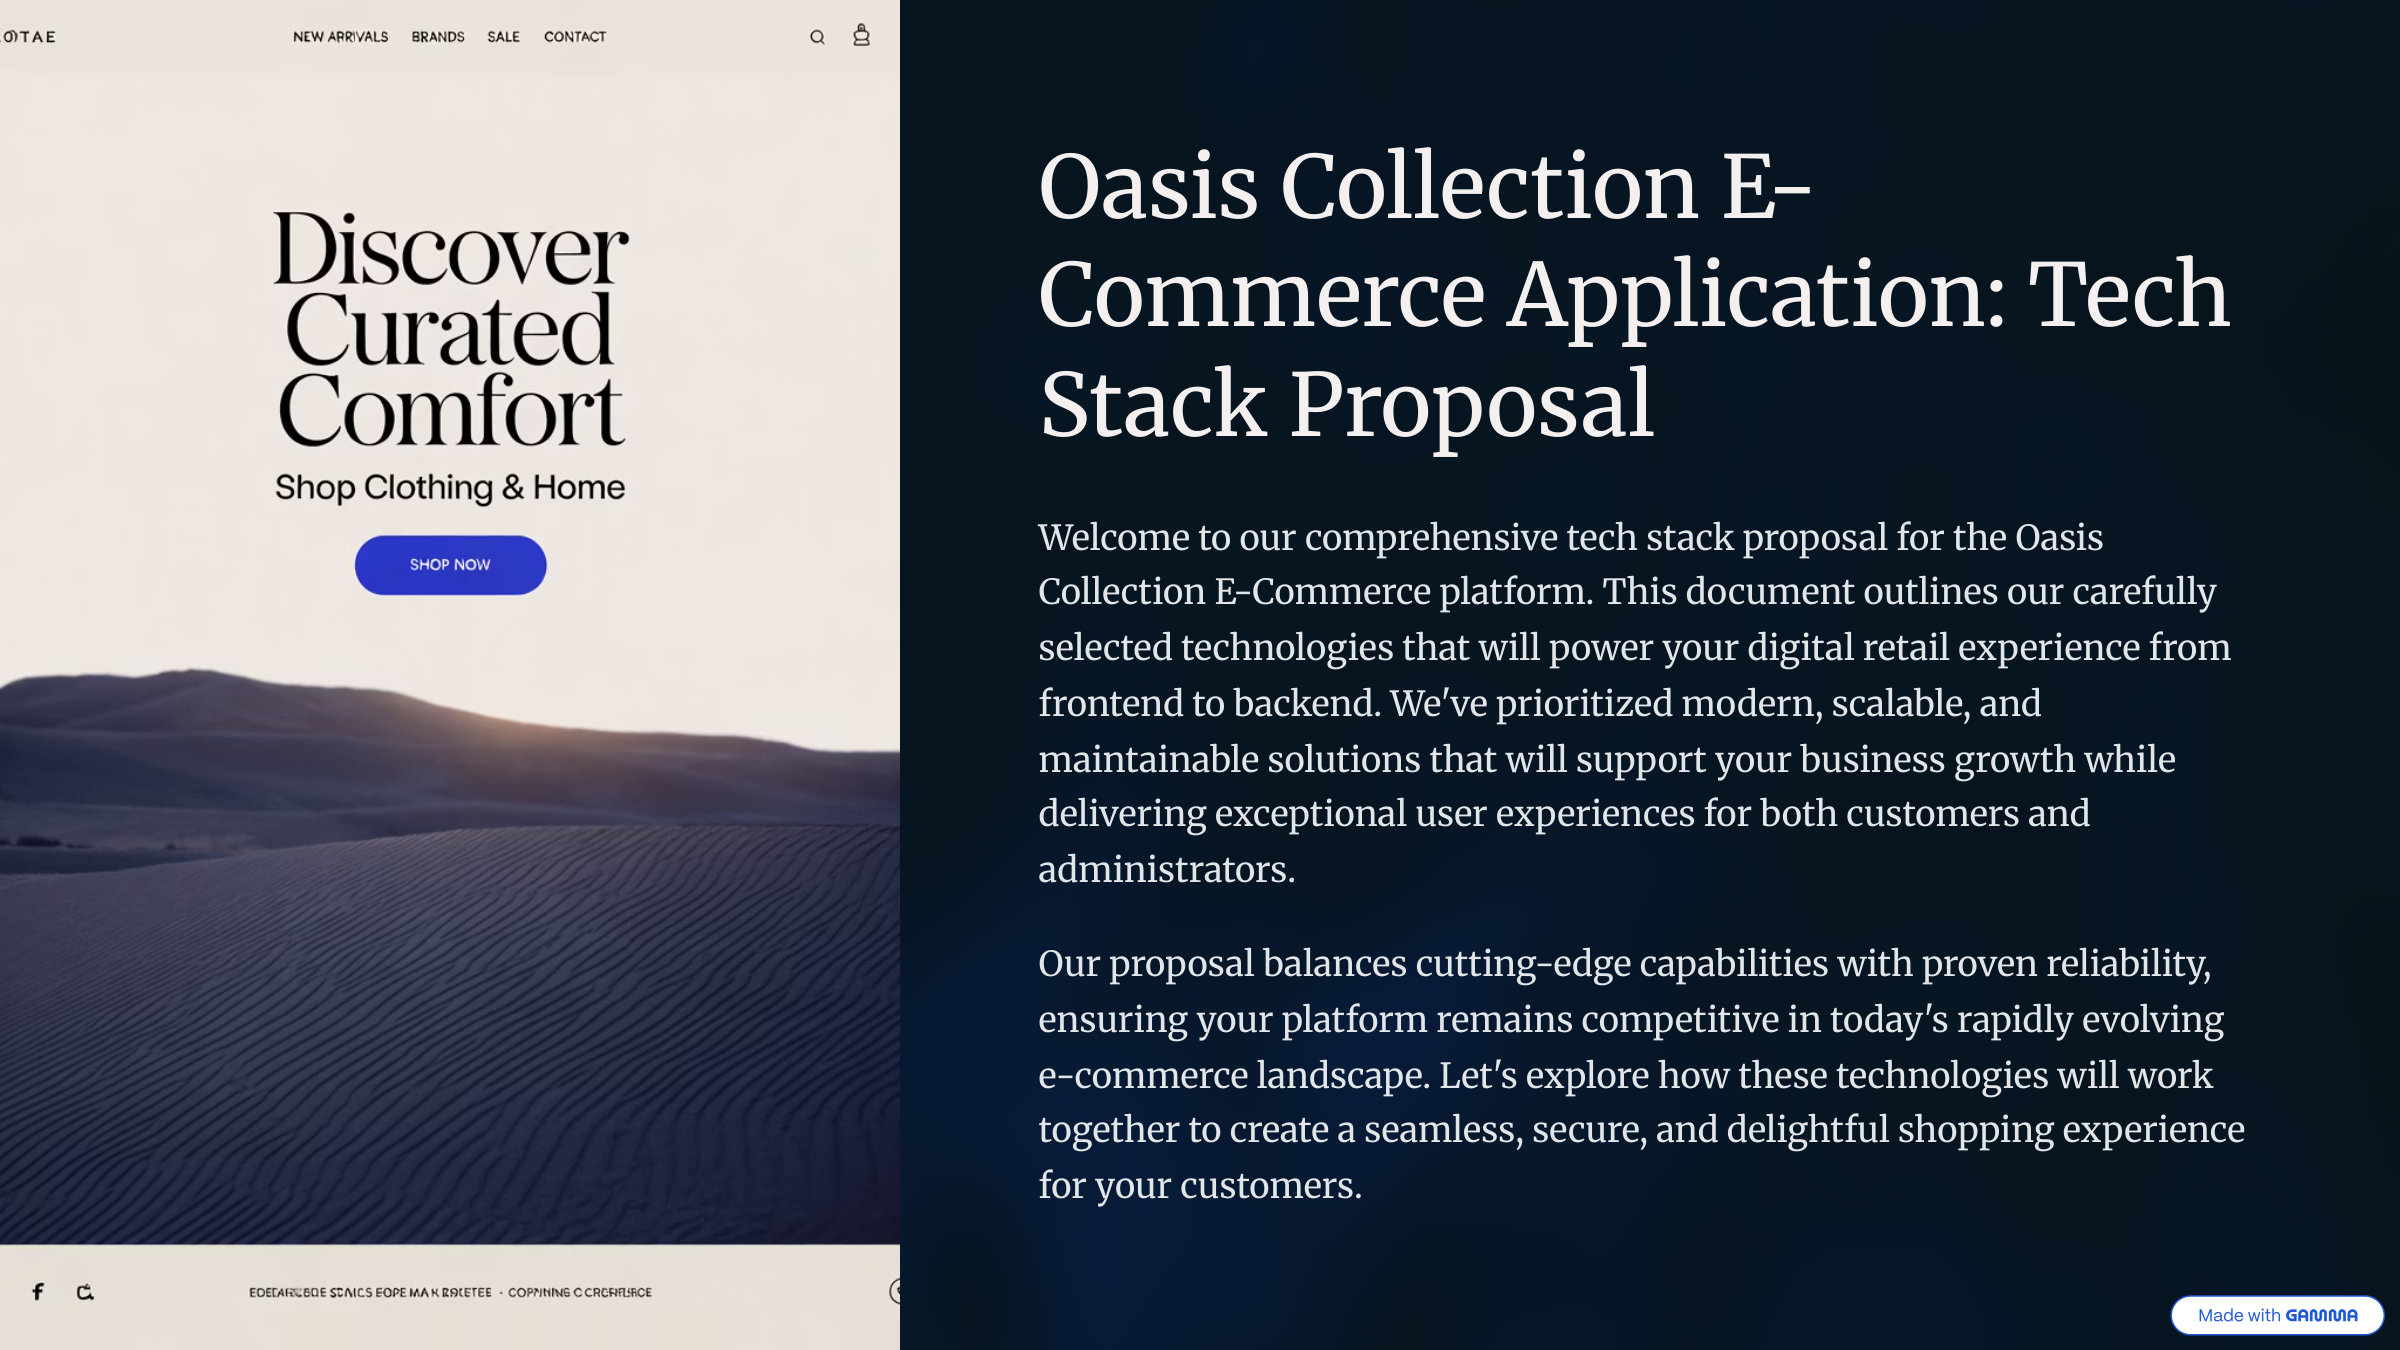 NEW ARRIVALS BRANDS SALE CONTACT
Discover
Curated
Comfort
Shop Clothing & Home
SHOP NOW
Oasis Collection E-
Commerce Application: Tech
Stack Proposal
Welcome to our comprehensive tech stack proposal for the Oasis
Collection E-Commerce platform. This document outlines our carefully
selected technologies that will power your digital retail experience from
frontend to backend. We've prioritized modern, scalable, and
maintainable solutions that will support your business growth while
delivering exceptional user experiences for both customers and
administrators.
Our proposal balances cutting-edge capabilities with proven reliability,
ensuring your platform remains competitive in today's rapidly evolving
e-commerce landscape. Let's explore how these technologies will work
together to create a seamless, secure, and delightful shopping experience
for your customers.
Made with GAMMA